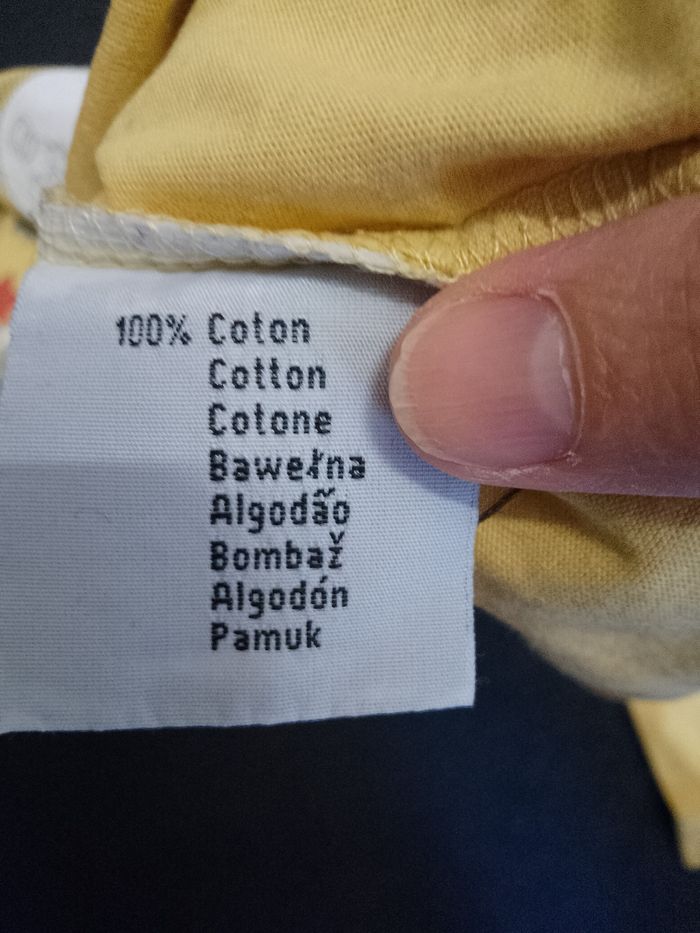 100% Coton
Cotton
Cotone
Bawełna
Algodão
Bombaž
Algodón
Pamuk